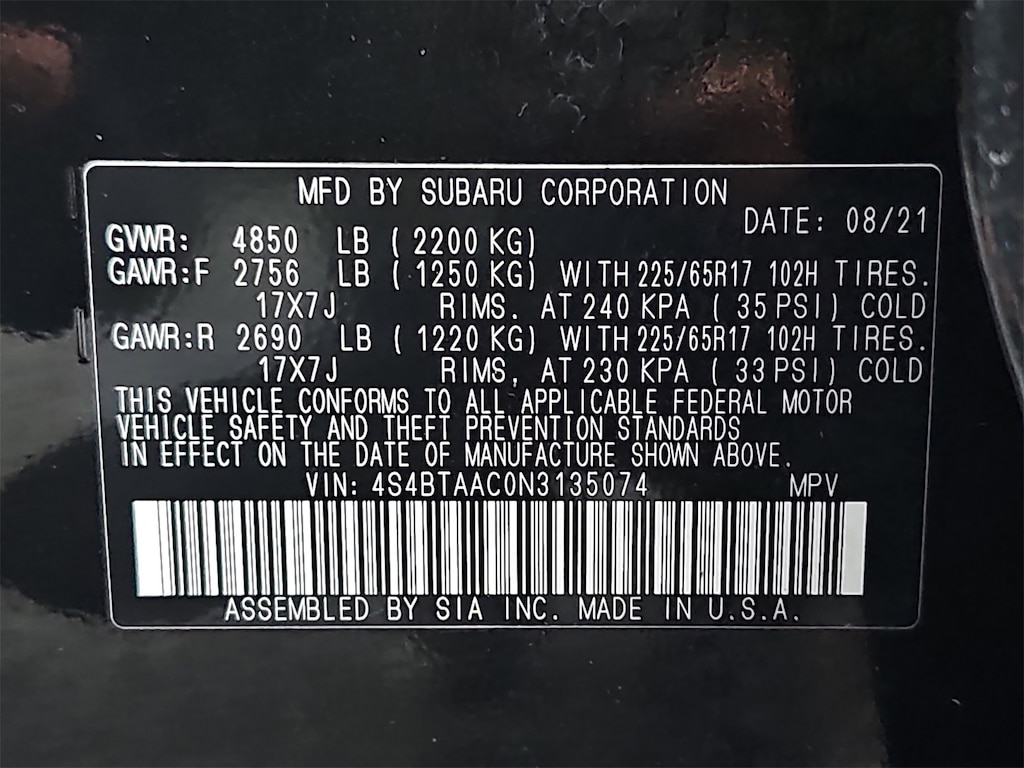 MFD BY SUBARU CORPORATION
DATE: 08/21
GVWR: 4850 LB ( 2200 KG)
GAWR:F 2756 LB ( 1250 KG) WITH 225/65R17 102H TIRES.
17X7J RIMS. AT 240 KPA ( 35 PSI) COLD
GAWR:R 2690 LB ( 1220 KG) WITH 225/65R17 102H TIRES.
17X7J RIMS, AT 230 KPA ( 33 PSI) COLD
THIS VEHICLE CONFORMS TO ALL APPLICABLE FEDERAL MOTOR
VEHICLE SAFETY AND THEFT PREVENTION STANDARDS
IN EFFECT ON THE DATE OF MANUFACTURE SHOWN ABOVE.
VIN: 4S4BTAAC0N3135074 MPV
ASSEMBLED BY SIA INC. MADE IN U.S.A.